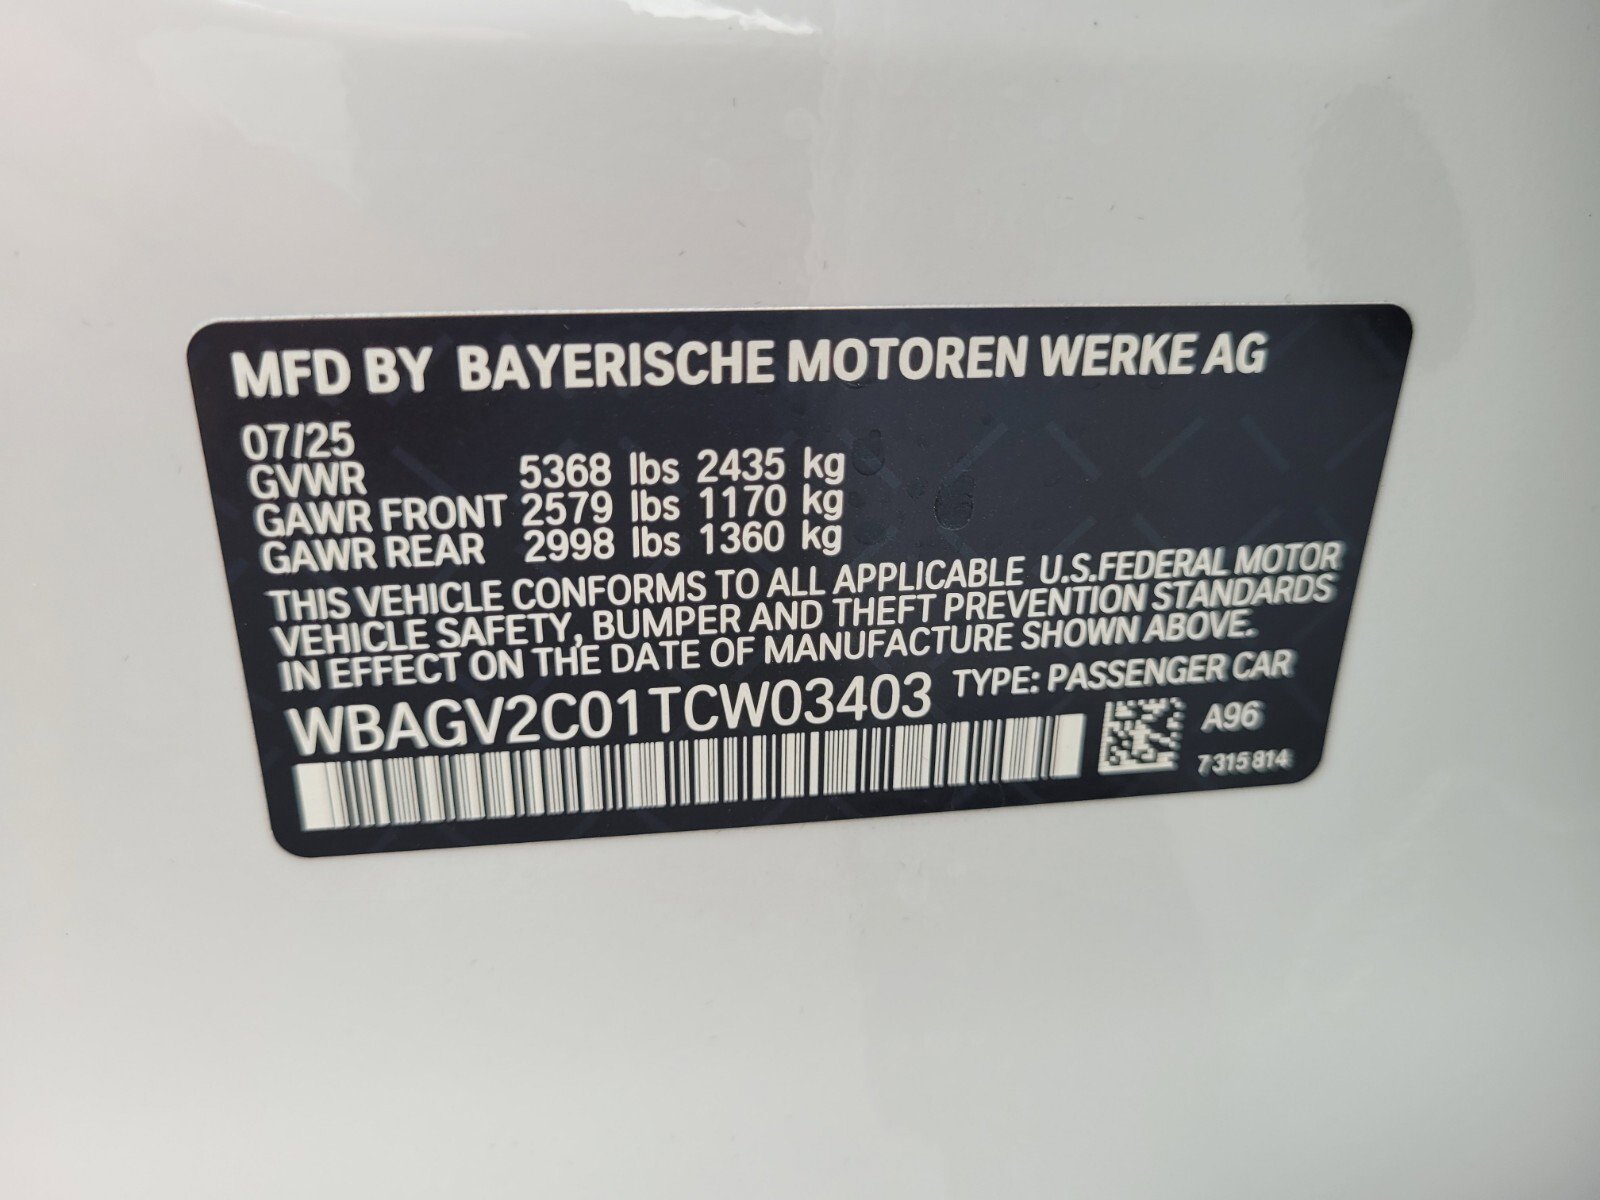 MFD BY BAYERISCHE MOTOREN WERKE AG
07/25
GVWR 5368 lbs 2435 kg
GAWR FRONT 2579 lbs 1170 kg
GAWR REAR 2998 lbs 1360 kg
THIS VEHICLE CONFORMS TO ALL APPLICABLE U.S.FEDERAL MOTOR
VEHICLE SAFETY, BUMPER AND THEFT PREVENTION STANDARDS
IN EFFECT ON THE DATE OF MANUFACTURE SHOWN ABOVE.
WBAGV2C01TCW03403 TYPE: PASSENGER CAR
A96
7 315 814